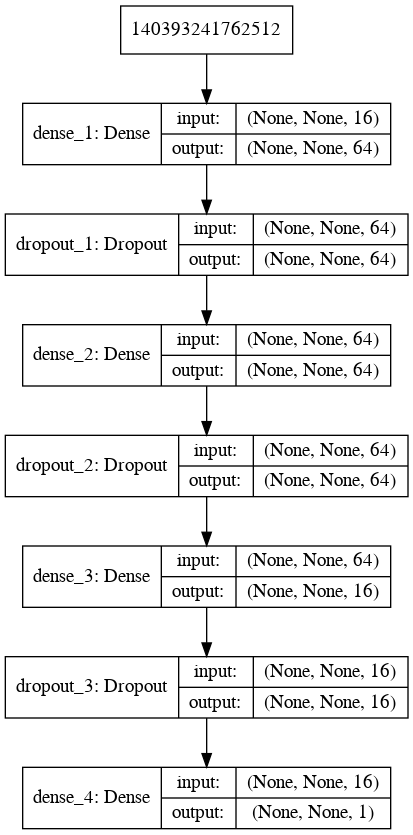 140393241762512
dense_1: Dense
input: (None, None, 16)
output: (None, None, 64)
dropout_1: Dropout
input: (None, None, 64)
output: (None, None, 64)
dense_2: Dense
input: (None, None, 64)
output: (None, None, 64)
dropout_2: Dropout
input: (None, None, 64)
output: (None, None, 64)
dense_3: Dense
input: (None, None, 64)
output: (None, None, 16)
dropout_3: Dropout
input: (None, None, 16)
output: (None, None, 16)
dense_4: Dense
input: (None, None, 16)
output: (None, None, 1)